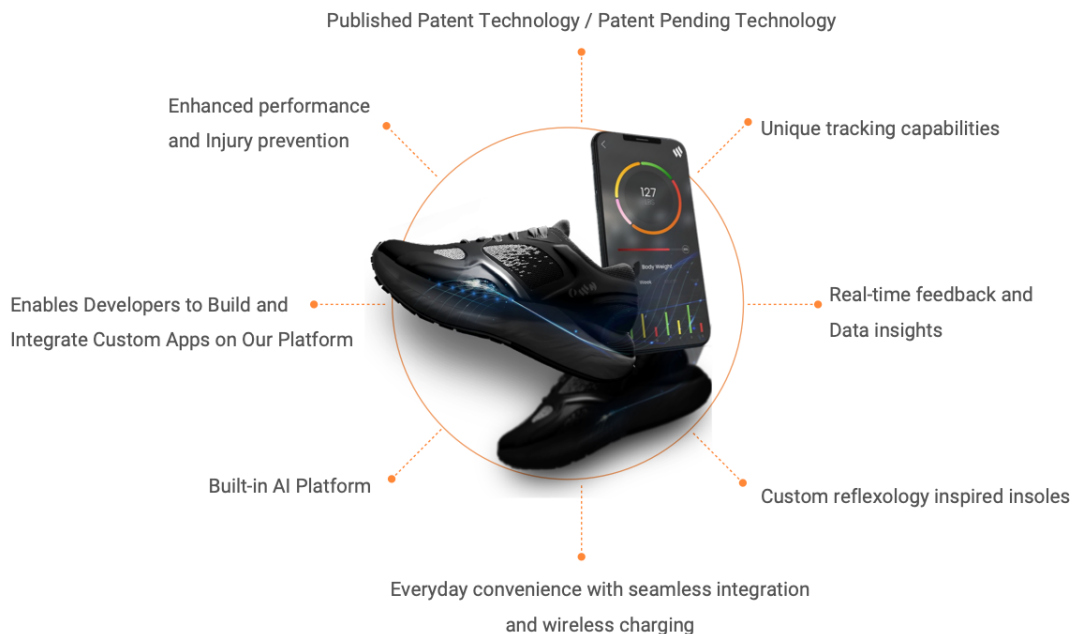 Published Patent Technology / Patent Pending Technology
Enhanced performance
and Injury prevention
Unique tracking capabilities
127
Body Weight
Enables Developers to Build and
Integrate Custom Apps on Our Platform
Real-time feedback and
Data insights
Built-in AI Platform
Custom reflexology inspired insoles
Everyday convenience with seamless integration
and wireless charging